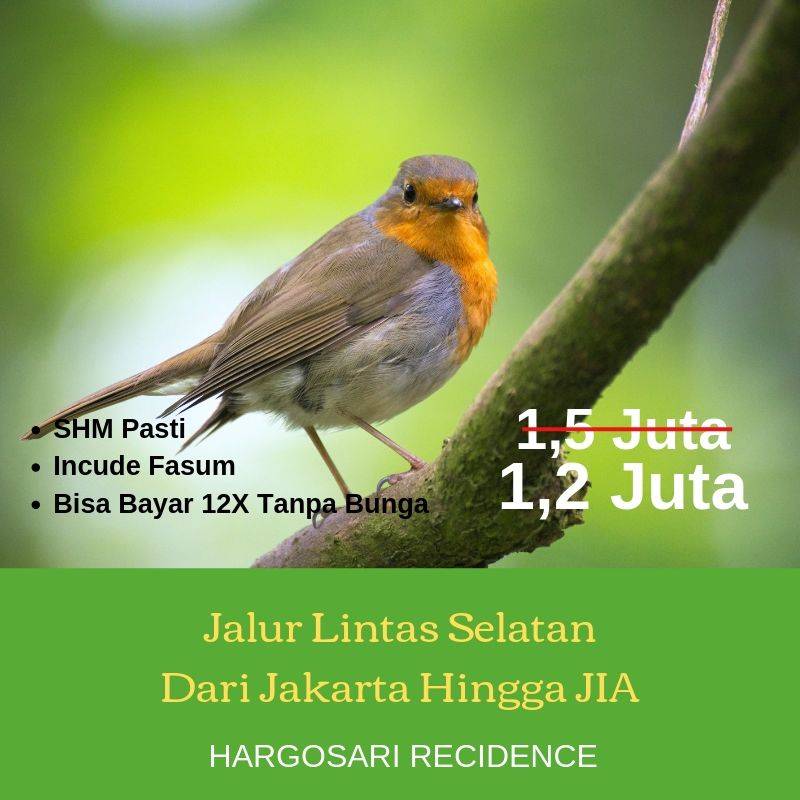 SHM Pasti
Incude Fasum
Bisa Bayar 12X Tanpa Bunga
1,5 Juta
1,2 Juta
Jalur Lintas Selatan
Dari Jakarta Hingga JIA
HARGOSARI RECIDENCE